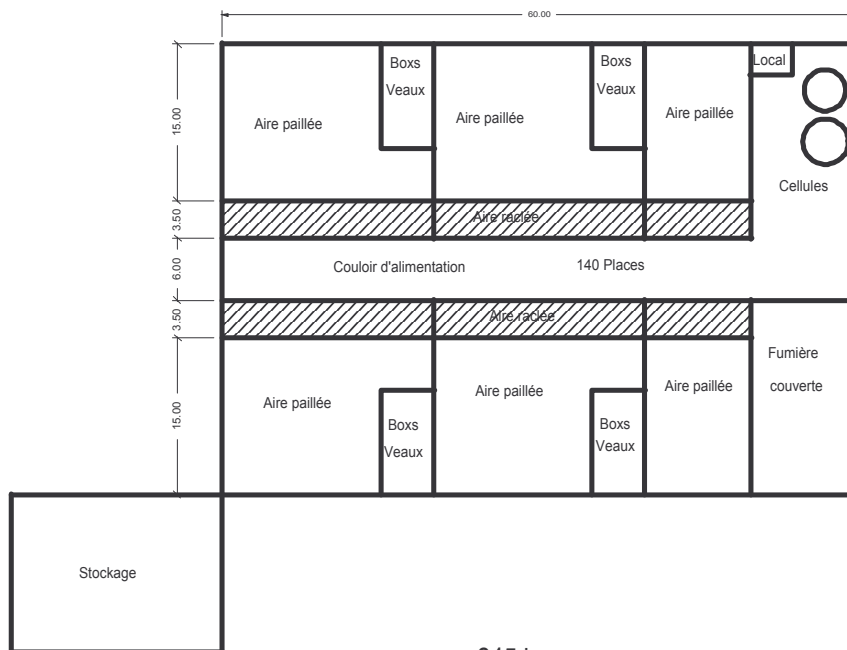 60.00
Boxs
Veaux
Boxs
Veaux
Local
Aire paillée
Aire paillée
Aire paillée
15.00
Cellules
3.50
Aire raclée
6.00
Couloir d'alimentation
140 Places
3.50
Aire raclée
Fumière
couverte
15.00
Aire paillée
Aire paillée
Aire paillée
Boxs
Veaux
Boxs
Veaux
Stockage